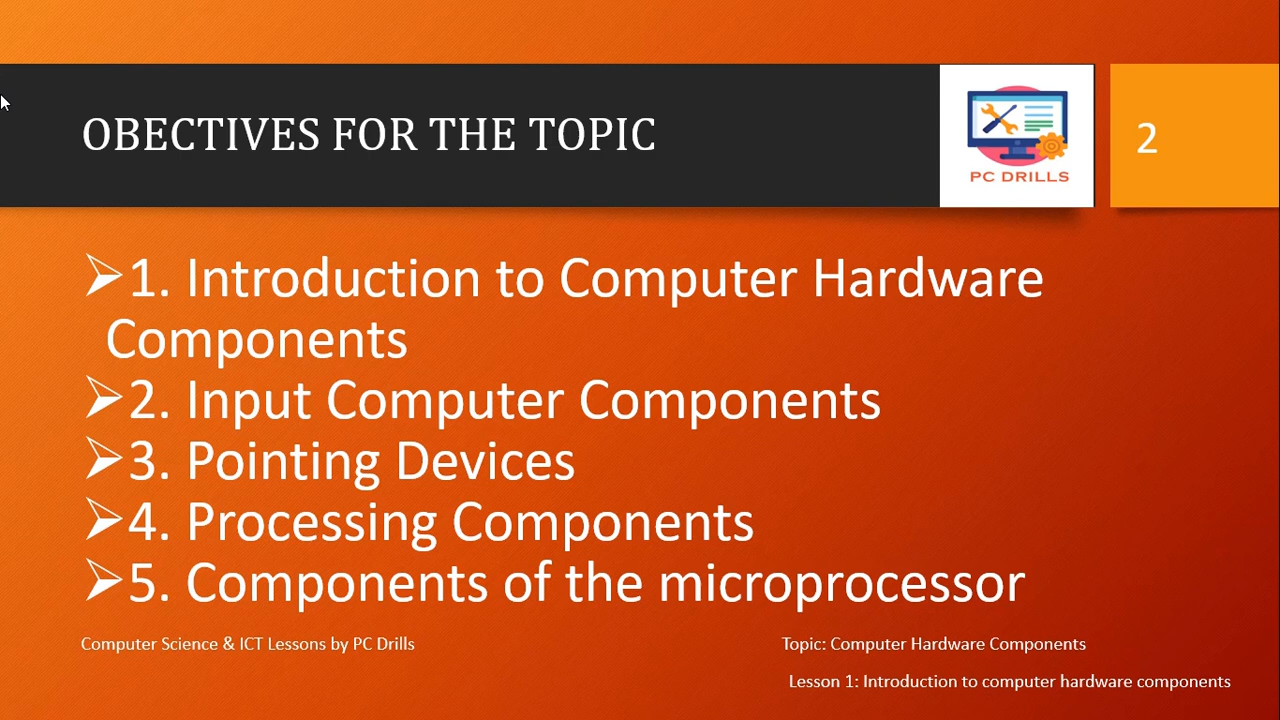 OBECTIVES FOR THE TOPIC
PC DRILLS
2
➢1. Introduction to Computer Hardware
Components
➢2. Input Computer Components
➢3. Pointing Devices
➢4. Processing Components
➢5. Components of the microprocessor
Computer Science & ICT Lessons by PC Drills
Topic: Computer Hardware Components
Lesson 1: Introduction to computer hardware components